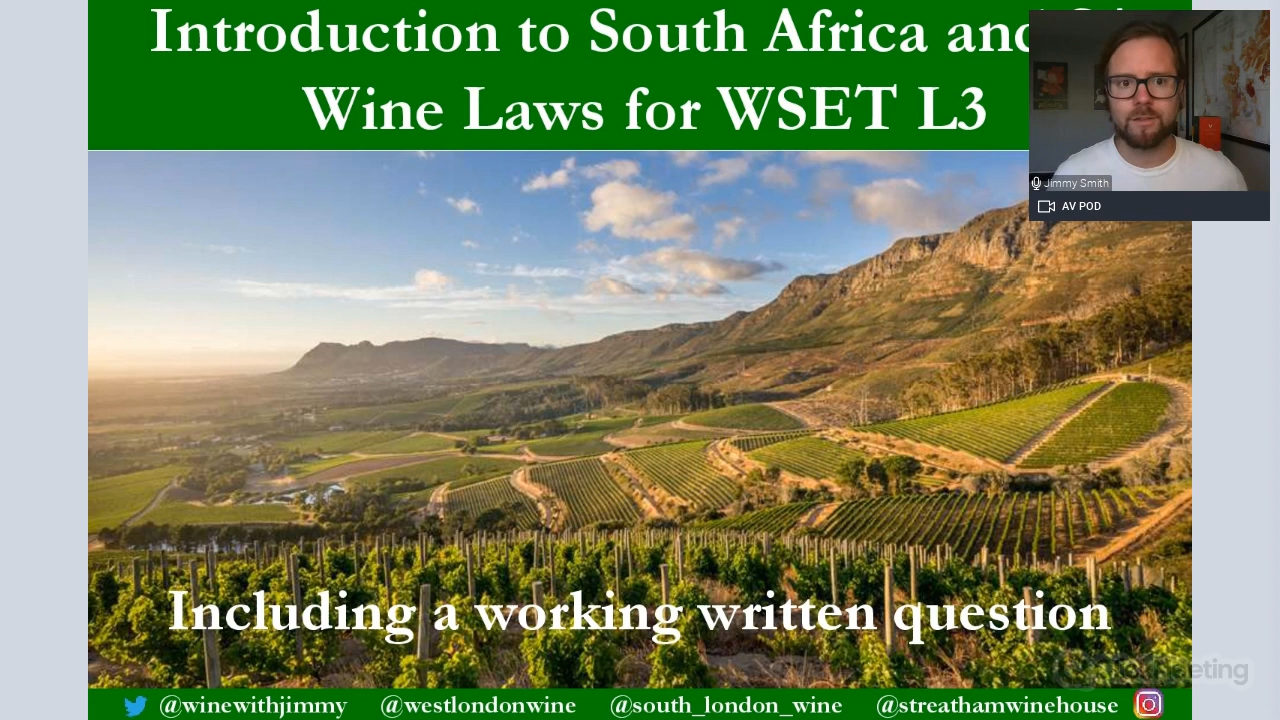 Introduction to South Africa and
Wine Laws for WSET L3
Jimmy Smith
AV POD
Including a working written question
@winewithjimmy @westlondonwine @south_london_wine @streathamwinehouse